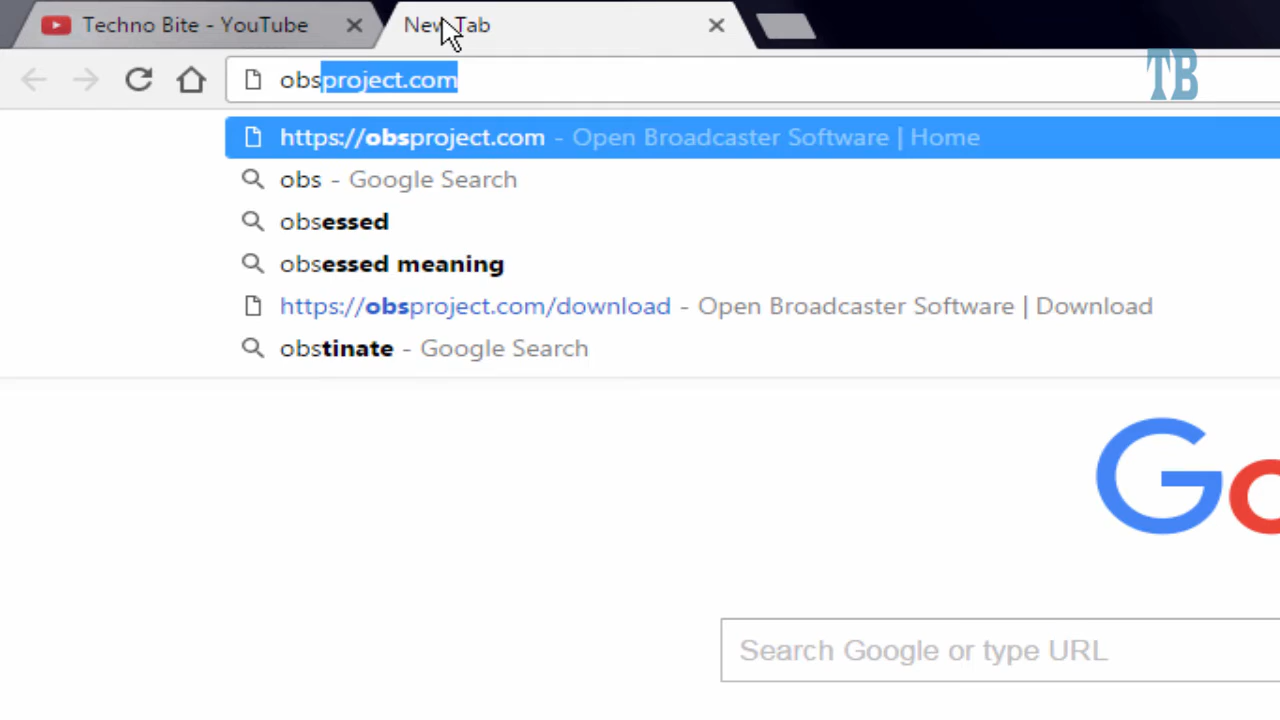 Techno Bite - YouTube
New Tab
obsproject.com
TB
https://obsproject.com - Open Broadcaster Software | Home
obs - Google Search
obsessed
obsessed meaning
https://obsproject.com/download - Open Broadcaster Software | Download
obstinate - Google Search
Go
Search Google or type URL